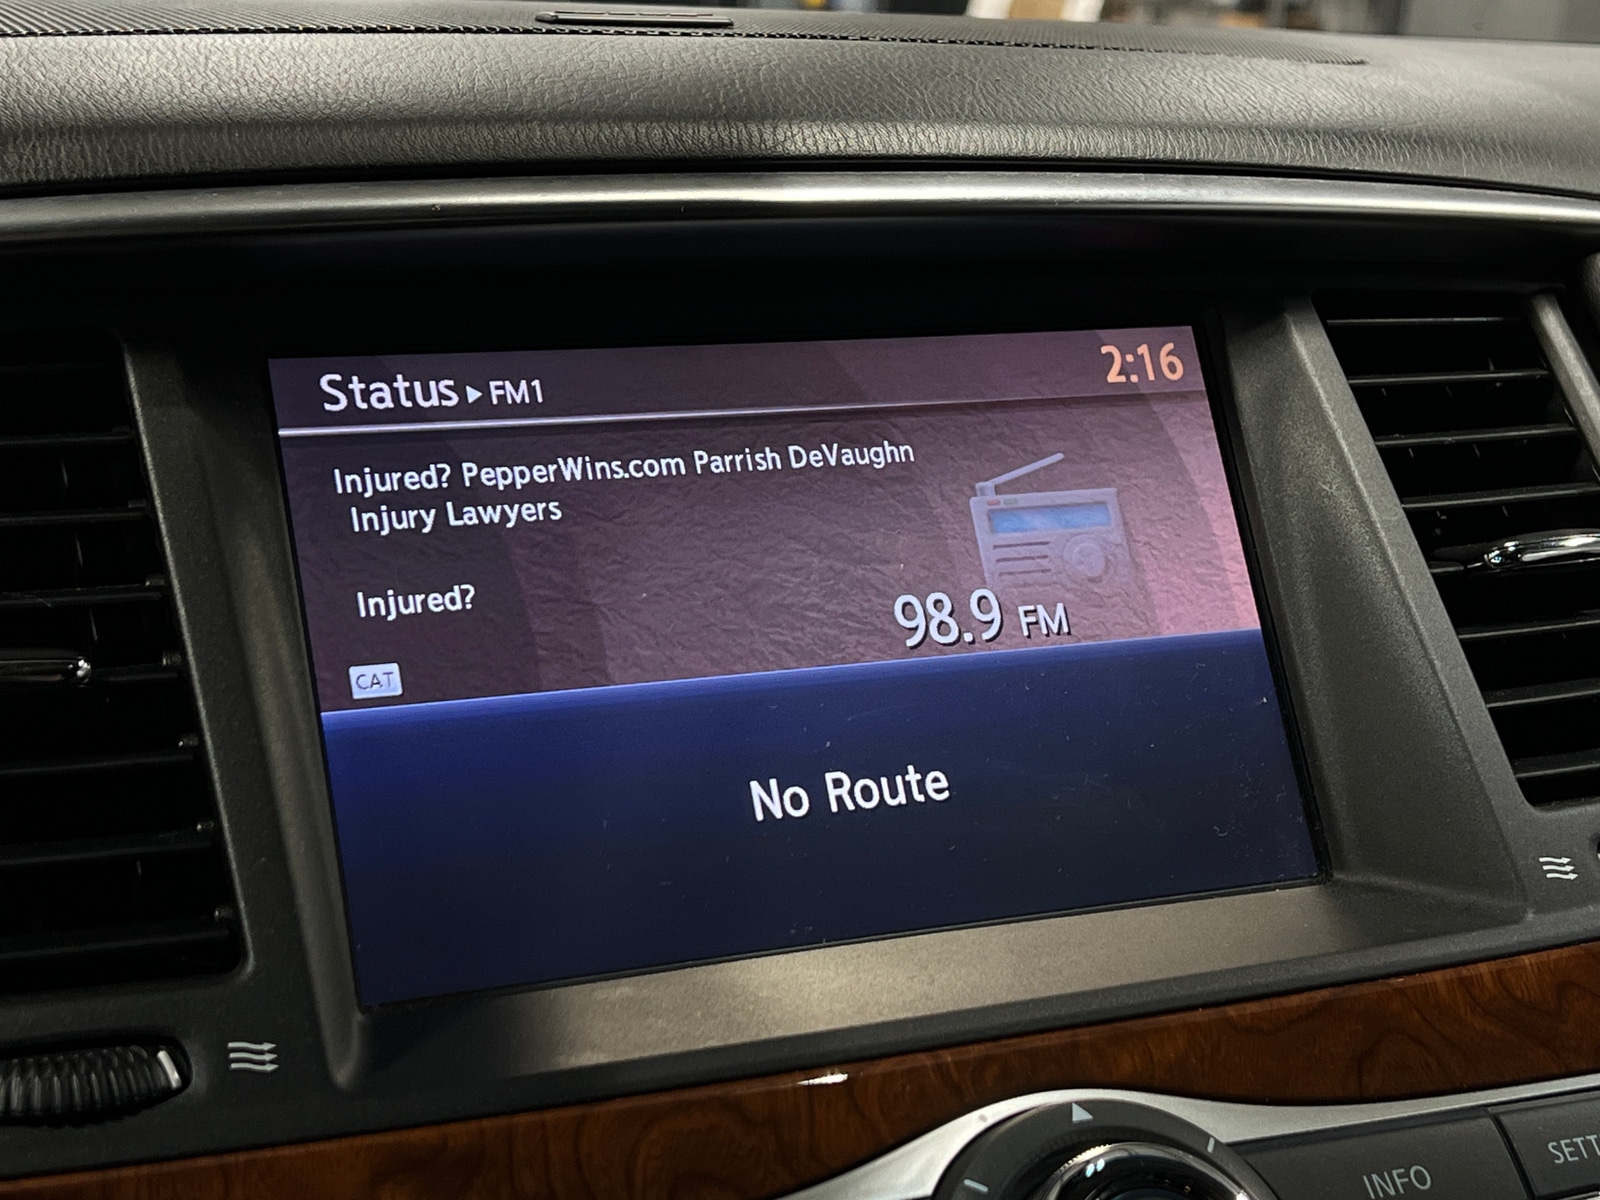 Status ▸ FM1
2:16
Injured? PepperWins.com Parrish DeVaughn
Injury Lawyers
Injured?
98.9 FM
CAT
No Route
INFO
SETT